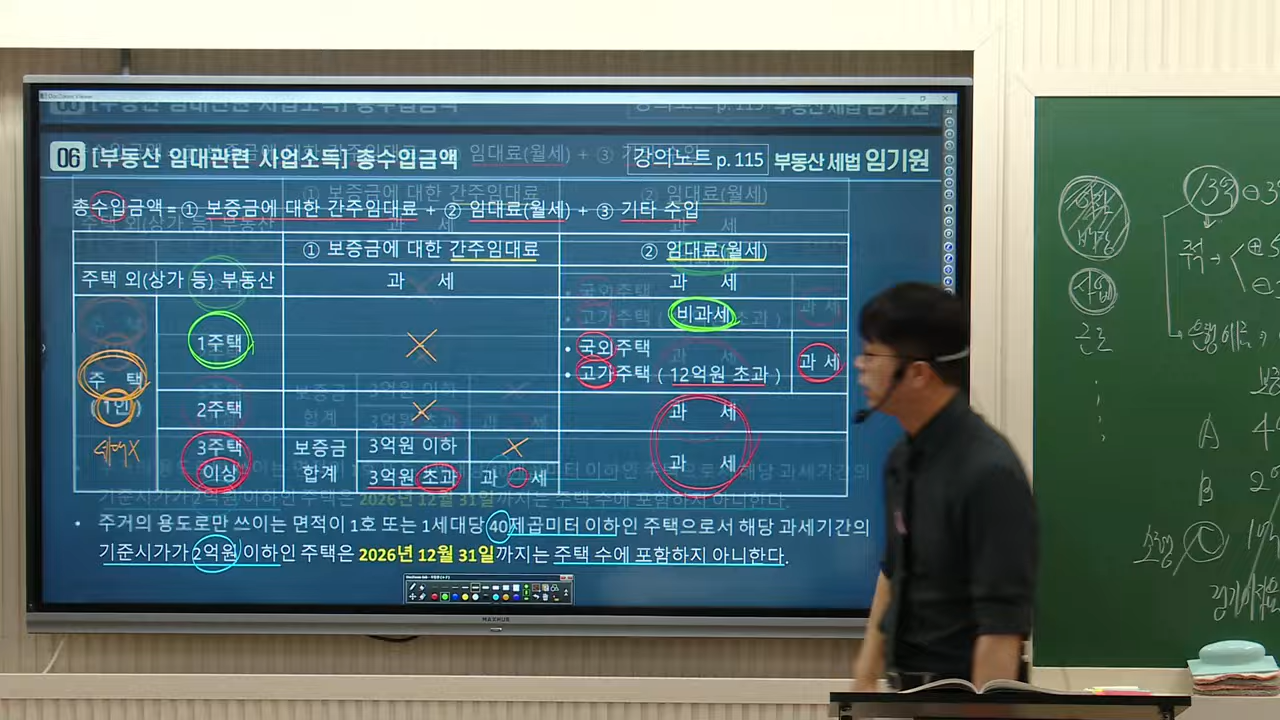 06 [부동산 임대관련 사업소득] 총수입금액 강의노트 p. 115 부동산 세법 임기원
총수입금액 = ① 보증금에 대한 간주임대료 + ② 임대료(월세) + ③ 기타 수입
① 보증금에 대한 간주임대료 ② 임대료(월세)
주택 외(상가 등) 부동산 과 세 과 세
주 택
(1인)
세대X
1주택 비과세
• 국외주택
• 고가주택 ( 12억원 초과 ) 과 세
2주택 과 세
3주택
이상
보증금
합계
3억원 이하 과 세
3억원 초과 과 세
• 주거의 용도로만 쓰이는 면적이 1호 또는 1세대당 40제곱미터 이하인 주택으로서 해당 과세기간의
기준시가가 2억원 이하인 주택은 2026년 12월 31일까지는 주택 수에 포함하지 아니한다.
MAXHUB
사업
근로
적 →
A
B
C